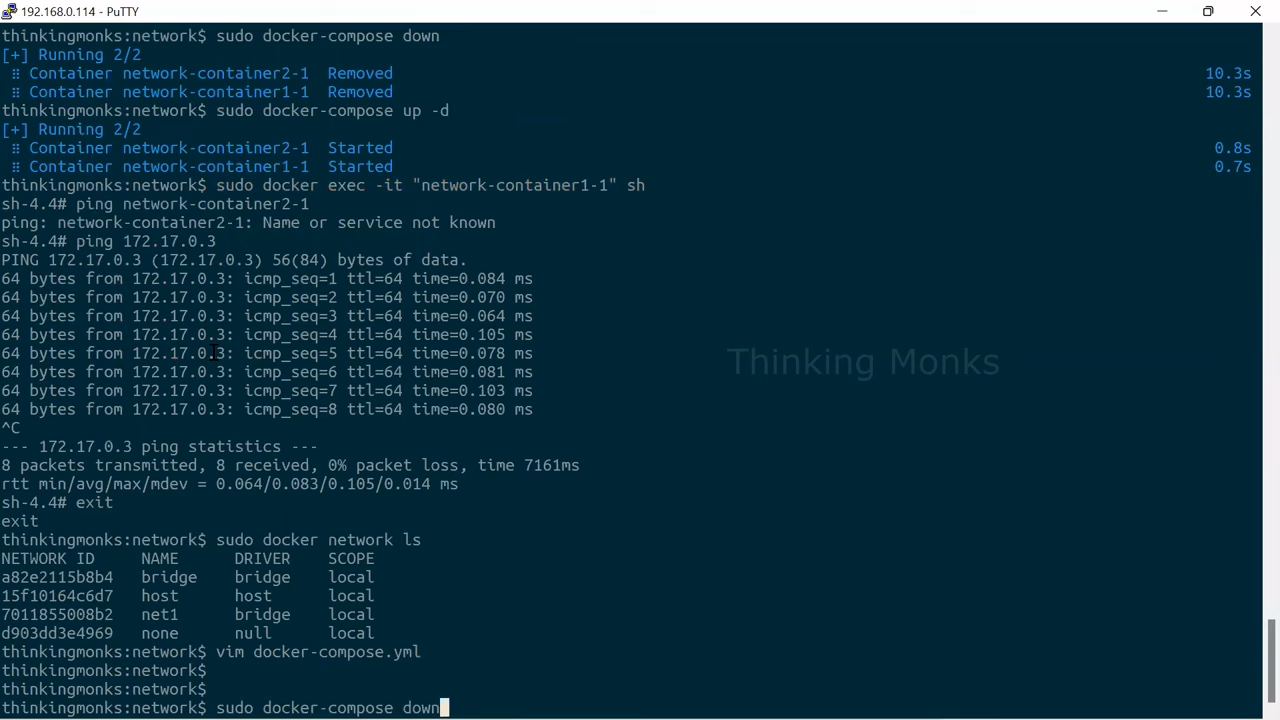 192.168.0.114 - PuTTY
thinkingmonks:network$ sudo docker-compose down
[+] Running 2/2
⠿ Container network-container2-1  Removed 10.3s
⠿ Container network-container1-1  Removed 10.3s
thinkingmonks:network$ sudo docker-compose up -d
[+] Running 2/2
⠿ Container network-container2-1  Started 0.8s
⠿ Container network-container1-1  Started 0.7s
thinkingmonks:network$ sudo docker exec -it "network-container1-1" sh
sh-4.4# ping network-container2-1
ping: network-container2-1: Name or service not known
sh-4.4# ping 172.17.0.3
PING 172.17.0.3 (172.17.0.3) 56(84) bytes of data.
64 bytes from 172.17.0.3: icmp_seq=1 ttl=64 time=0.084 ms
64 bytes from 172.17.0.3: icmp_seq=2 ttl=64 time=0.070 ms
64 bytes from 172.17.0.3: icmp_seq=3 ttl=64 time=0.064 ms
64 bytes from 172.17.0.3: icmp_seq=4 ttl=64 time=0.105 ms
64 bytes from 172.17.0.3: icmp_seq=5 ttl=64 time=0.078 ms
Thinking Monks
64 bytes from 172.17.0.3: icmp_seq=6 ttl=64 time=0.081 ms
64 bytes from 172.17.0.3: icmp_seq=7 ttl=64 time=0.103 ms
64 bytes from 172.17.0.3: icmp_seq=8 ttl=64 time=0.080 ms
^C
--- 172.17.0.3 ping statistics ---
8 packets transmitted, 8 received, 0% packet loss, time 7161ms
rtt min/avg/max/mdev = 0.064/0.083/0.105/0.014 ms
sh-4.4# exit
exit
thinkingmonks:network$ sudo docker network ls
NETWORK ID     NAME      DRIVER    SCOPE
a82e2115b8b4   bridge    bridge    local
15f10164c6d7   host      host      local
7011855008b2   net1      bridge    local
d903dd3e4969   none      null      local
thinkingmonks:network$ vim docker-compose.yml
thinkingmonks:network$
thinkingmonks:network$
thinkingmonks:network$ sudo docker-compose down